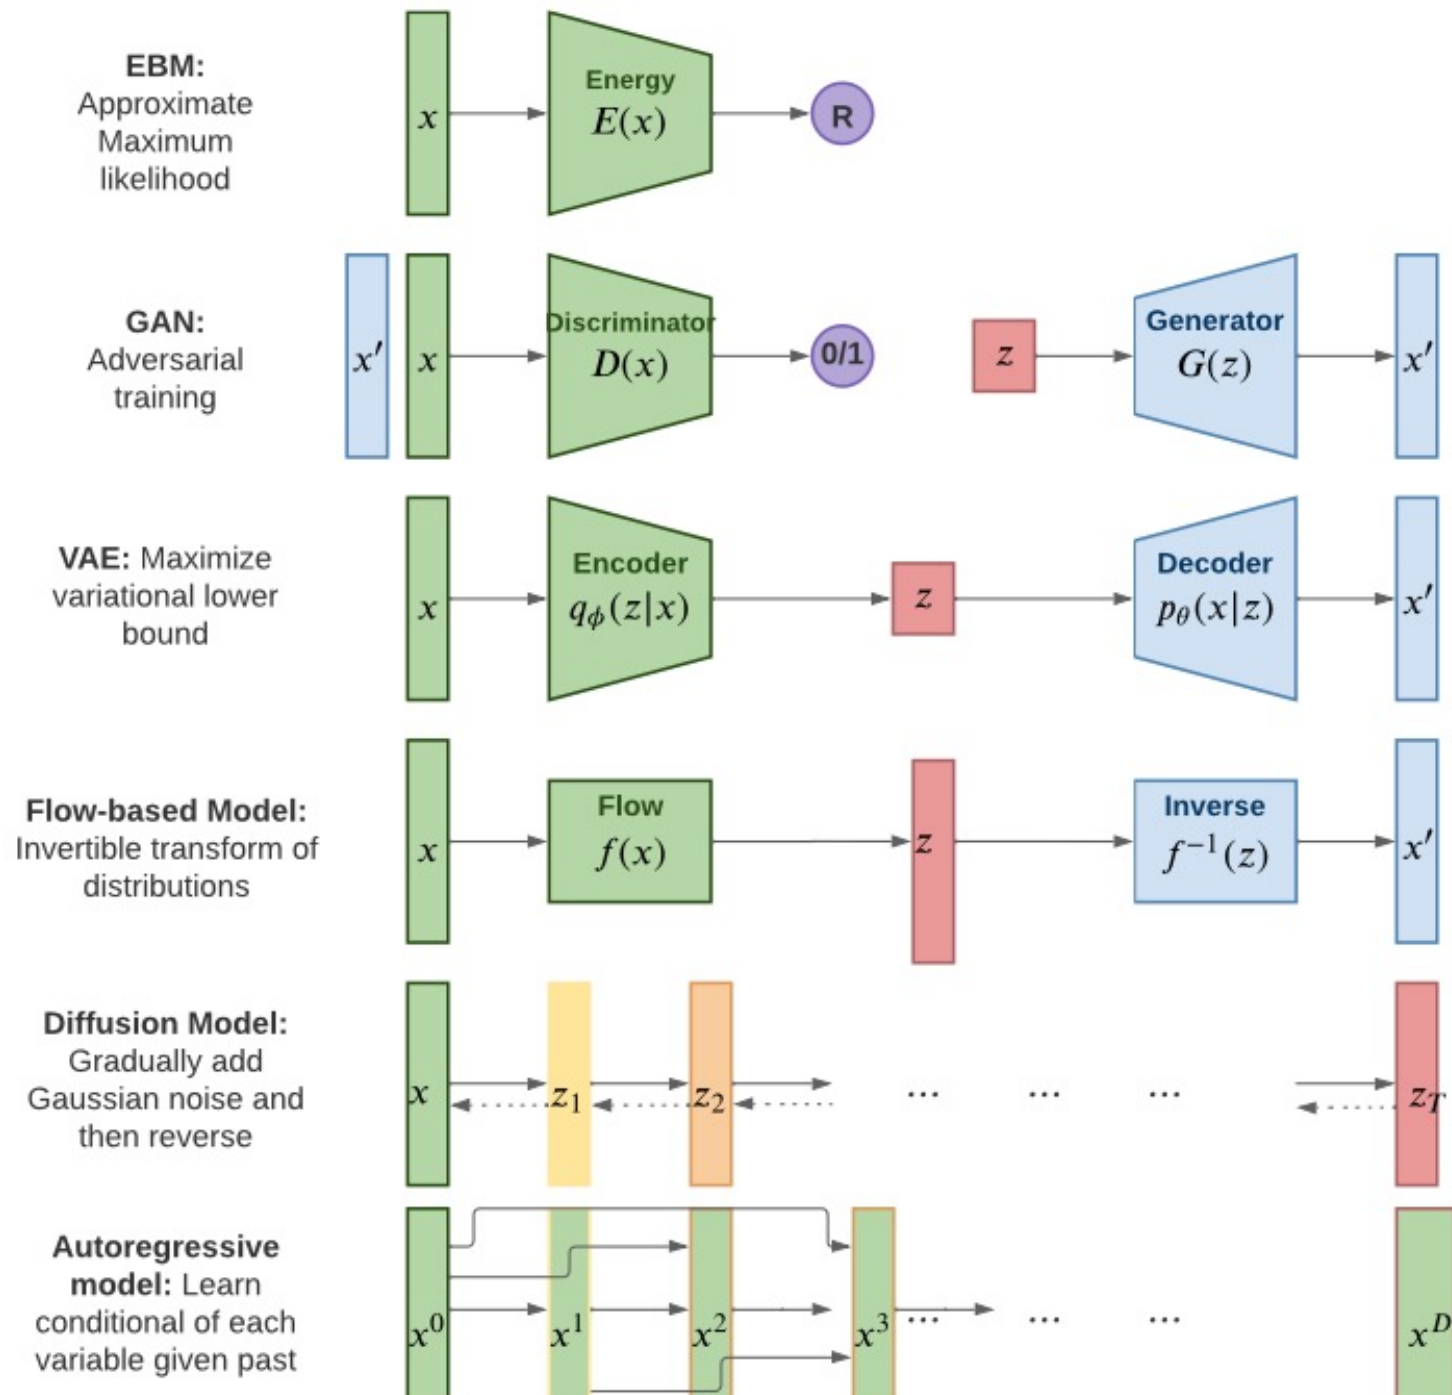 EBM:
Approximate
Maximum
likelihood
x
Energy
E(x)
R
GAN:
Adversarial
training
x′
x
Discriminator
D(x)
0/1
z
Generator
G(z)
x′
VAE: Maximize
variational lower
bound
x
Encoder
qϕ(z|x)
z
Decoder
pθ(x|z)
x′
Flow-based Model:
Invertible transform of
distributions
x
Flow
f(x)
z
Inverse
f⁻¹(z)
x′
Diffusion Model:
Gradually add
Gaussian noise and
then reverse
x
z₁
z₂
... ... ...
z_T
Autoregressive
model: Learn
conditional of each
variable given past
x⁰
x¹
x²
x³
... ... ...
x^D